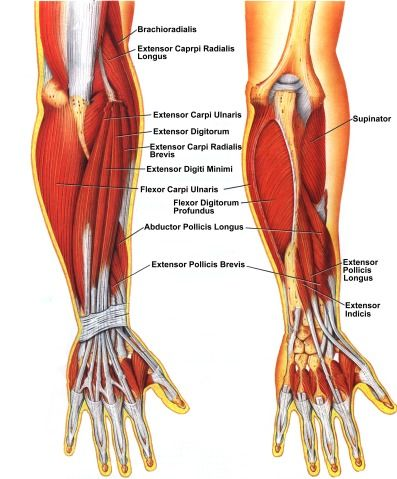 Brachioradialis
Extensor Caprpi Radialis
Longus
Extensor Carpi Ulnaris
Extensor Digitorum
Supinator
Extensor Carpi Radialis
Brevis
Extensor Digiti Minimi
Flexor Carpi Ulnaris
Flexor Digitorum
Profundus
Abductor Pollicis Longus
Extensor Pollicis Brevis
Extensor
Pollicis
Longus
Extensor
Indicis